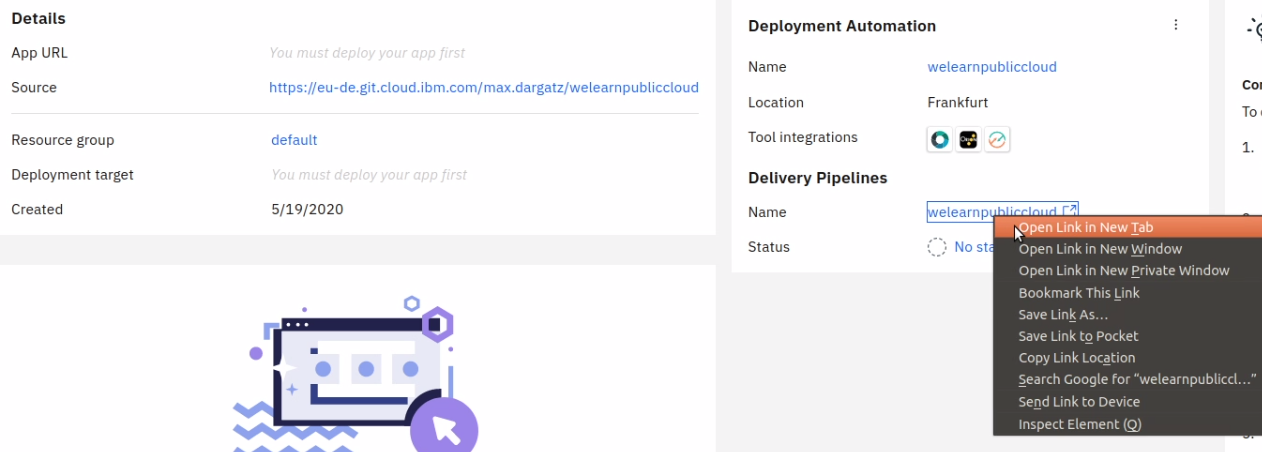 Details
App URL You must deploy your app first
Source https://eu-de.git.cloud.ibm.com/max.dargatz/welearnpubliccloud
Resource group default
Deployment target You must deploy your app first
Created 5/19/2020
Deployment Automation
Name welearnpubliccloud
Location Frankfurt
Tool integrations
Delivery Pipelines
Name welearnpubliccloud
Status No sta
Open Link in New Tab
Open Link in New Window
Open Link in New Private Window
Bookmark This Link
Save Link As...
Save Link to Pocket
Copy Link Location
Search Google for “welearnpubliccl...”
Send Link to Device
Inspect Element (Q)
To
1.